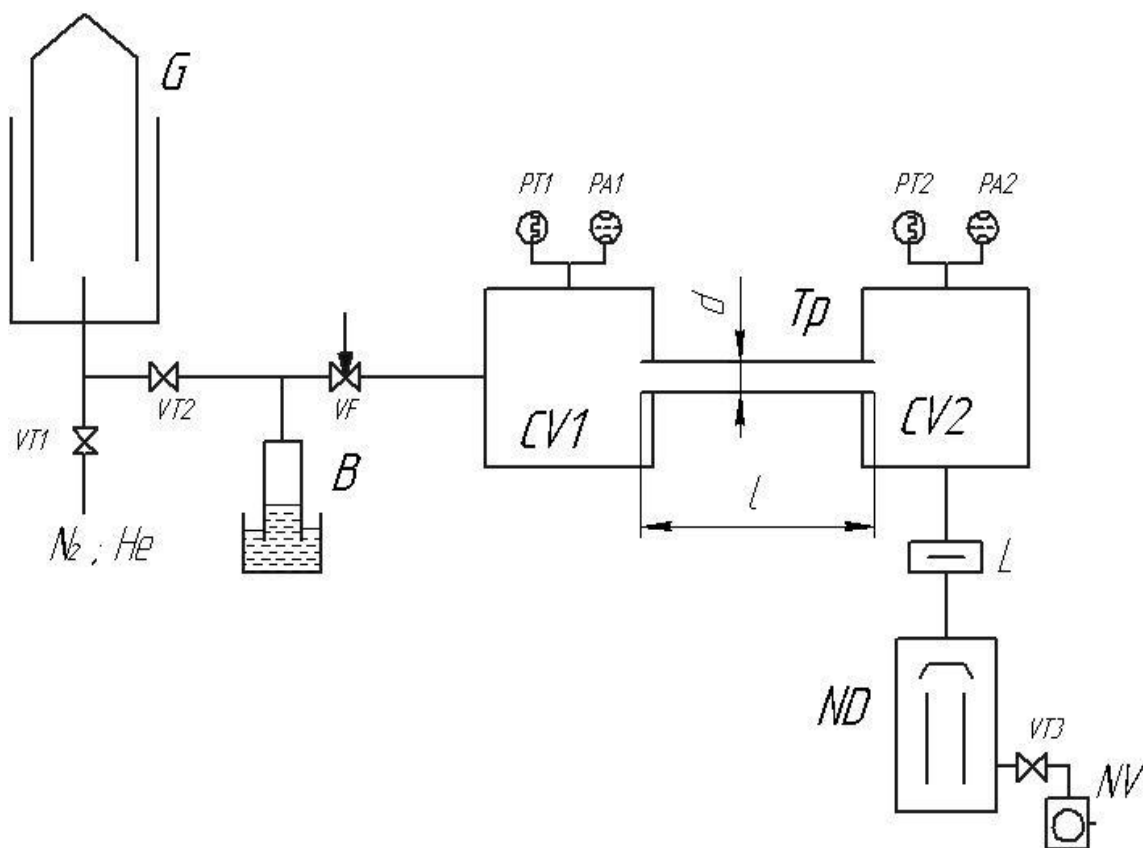 G
PT1 PA1 PT2 PA2
d Tp
VT2 VF CV1 CV2
VT1
B l
N₂ ; He
L
ND VT3
NV